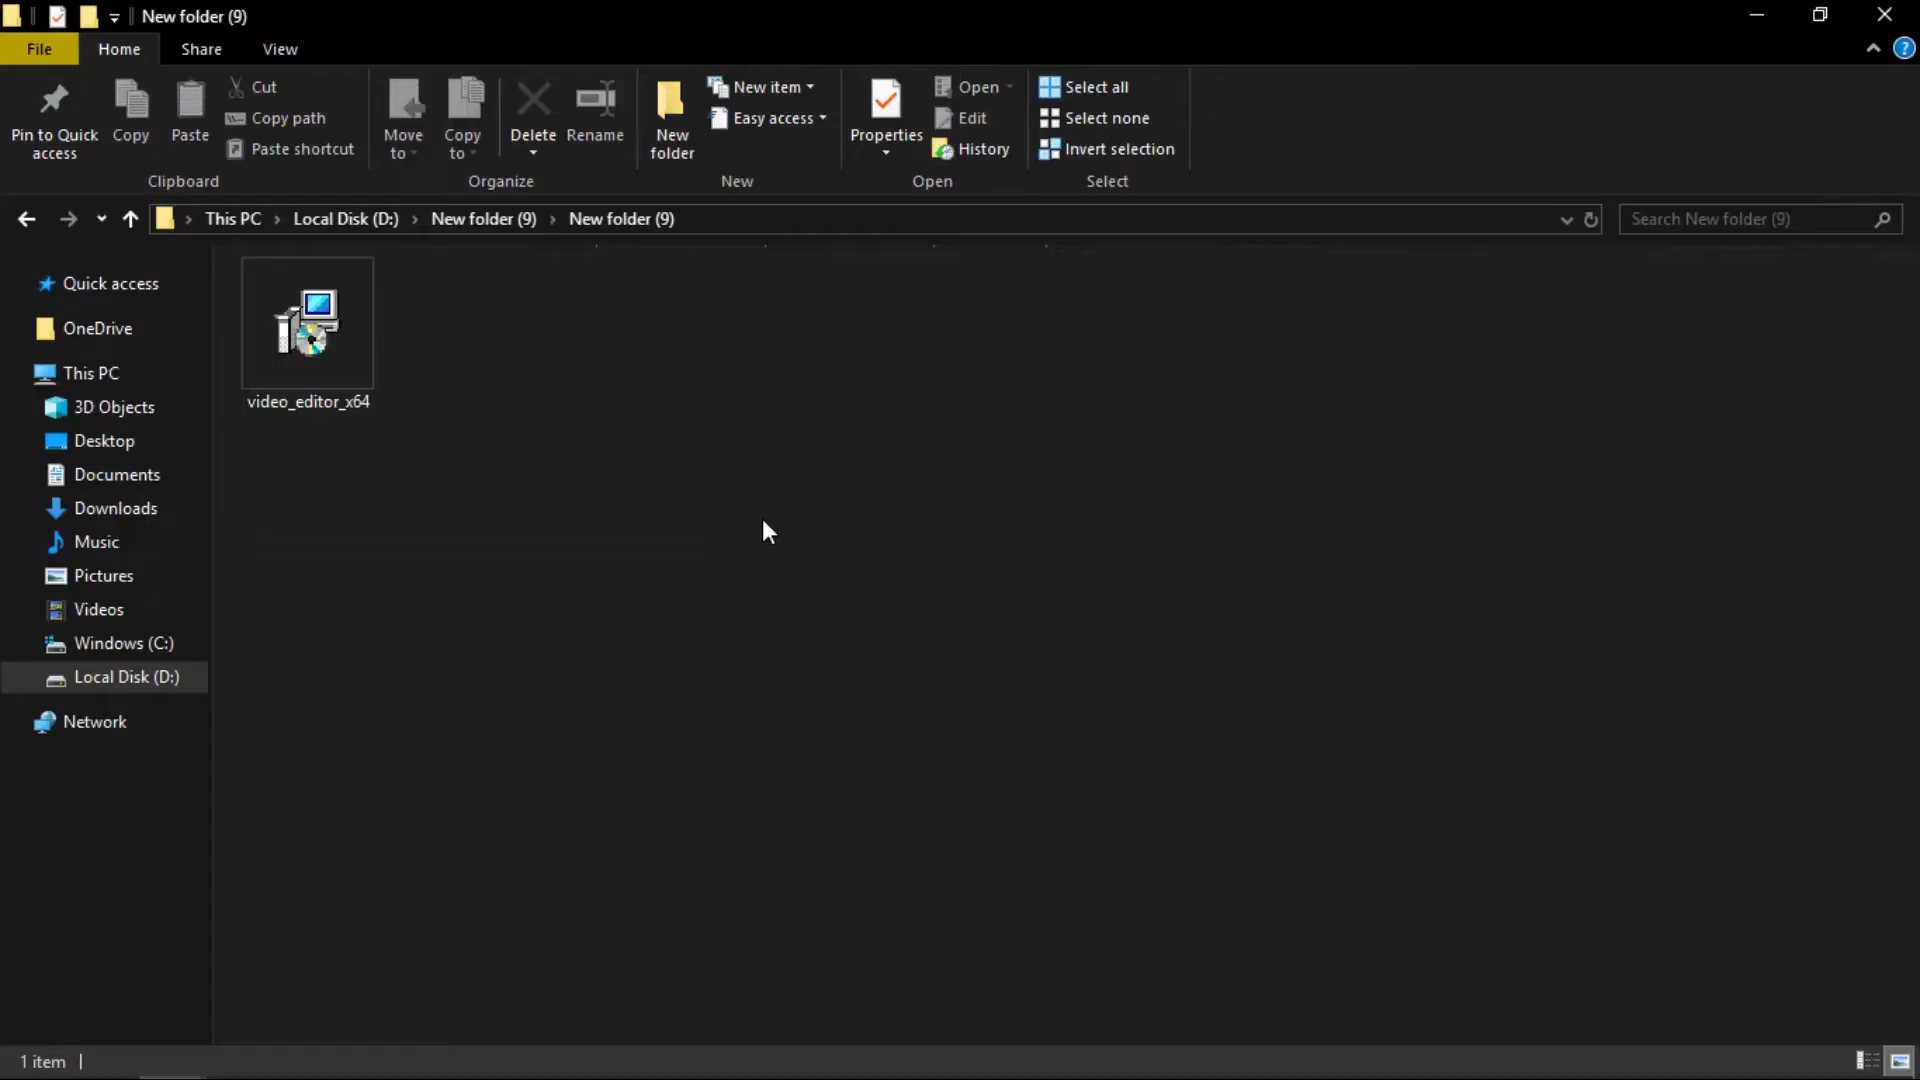 New folder (9)
File
Home
Share
View
?
Pin to Quick access
Copy
Paste
Cut
Copy path
Paste shortcut
Clipboard
Move to
Copy to
Delete
Rename
Organize
New folder
New item
Easy access
New
Properties
Open
Edit
History
Open
Select all
Select none
Invert selection
Select
This PC > Local Disk (D:) > New folder (9) > New folder (9)
Search New folder (9)
Quick access
OneDrive
This PC
3D Objects
Desktop
Documents
Downloads
Music
Pictures
Videos
Windows (C:)
Local Disk (D:)
Network
video_editor_x64
1 item